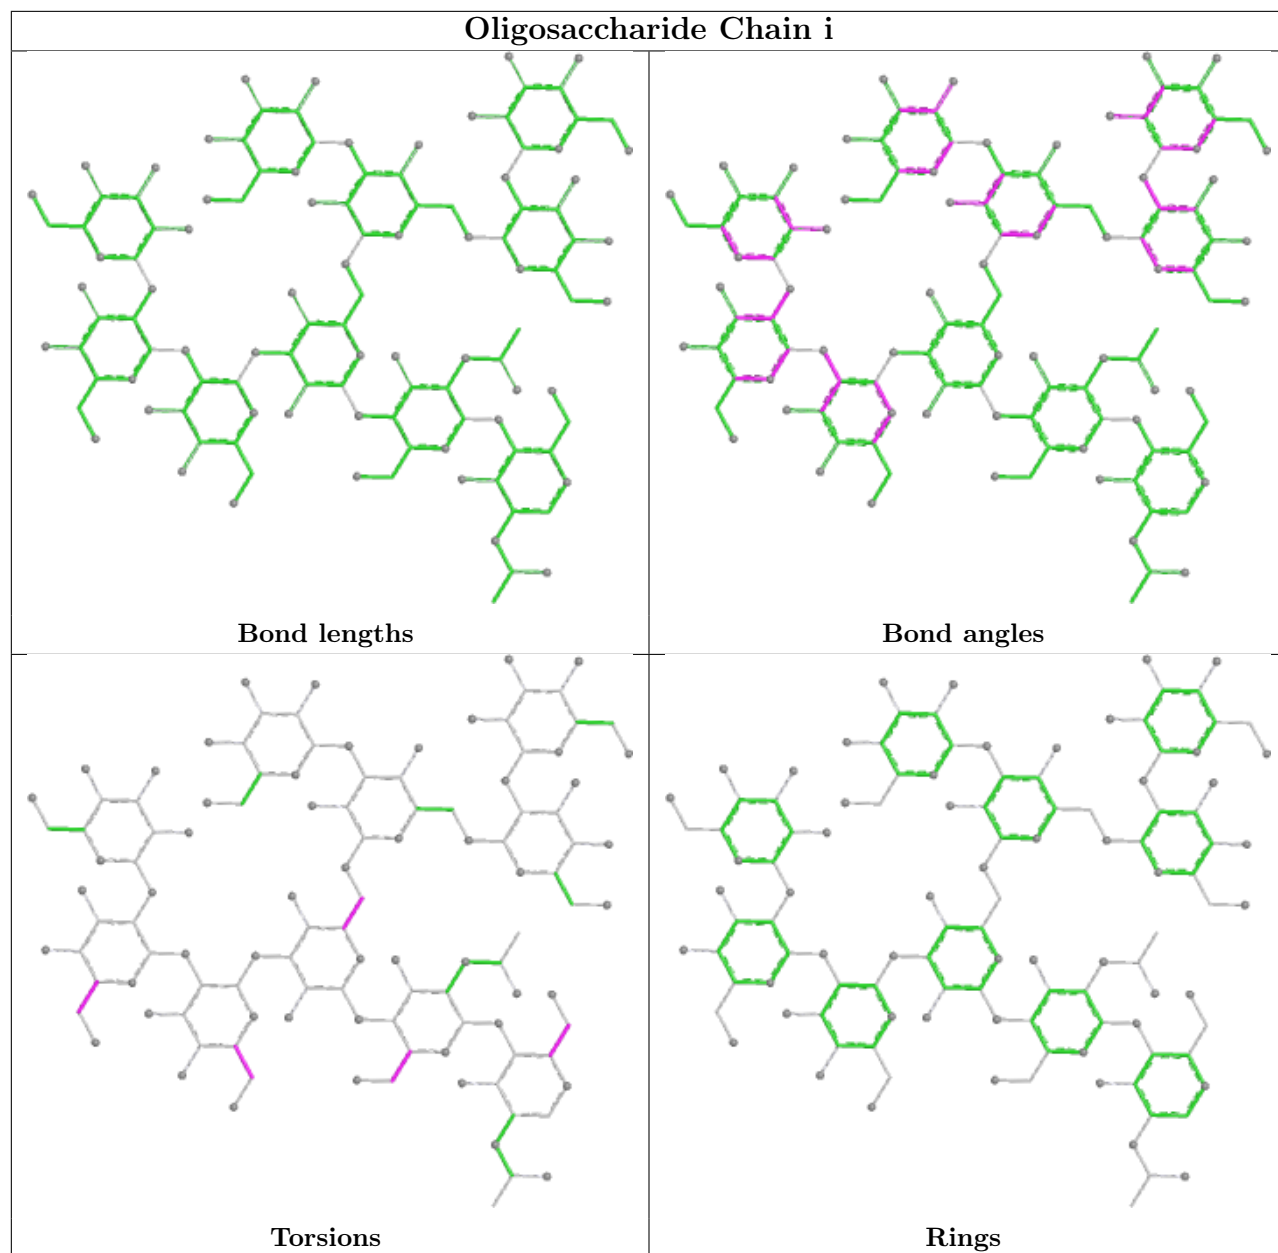 Oligosaccharide Chain i
Bond lengths
Bond angles
Torsions
Rings